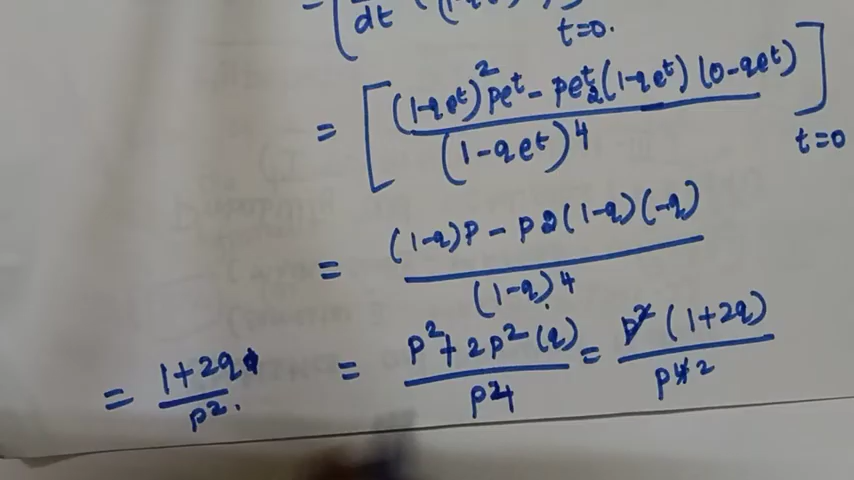 dt
t=0.
= [ (1-qe^t)^2 pe^t - pe^t 2(1-qe^t) (0-qe^t) / (1-qe^t)^4 ] t=0
= (1-q)P - P2(1-q)(-q) / (1-q)^4
= 1+2q / p^2. = p^2+2p^2(q) / p^4 = p^2 (1+2q) / p^4 2